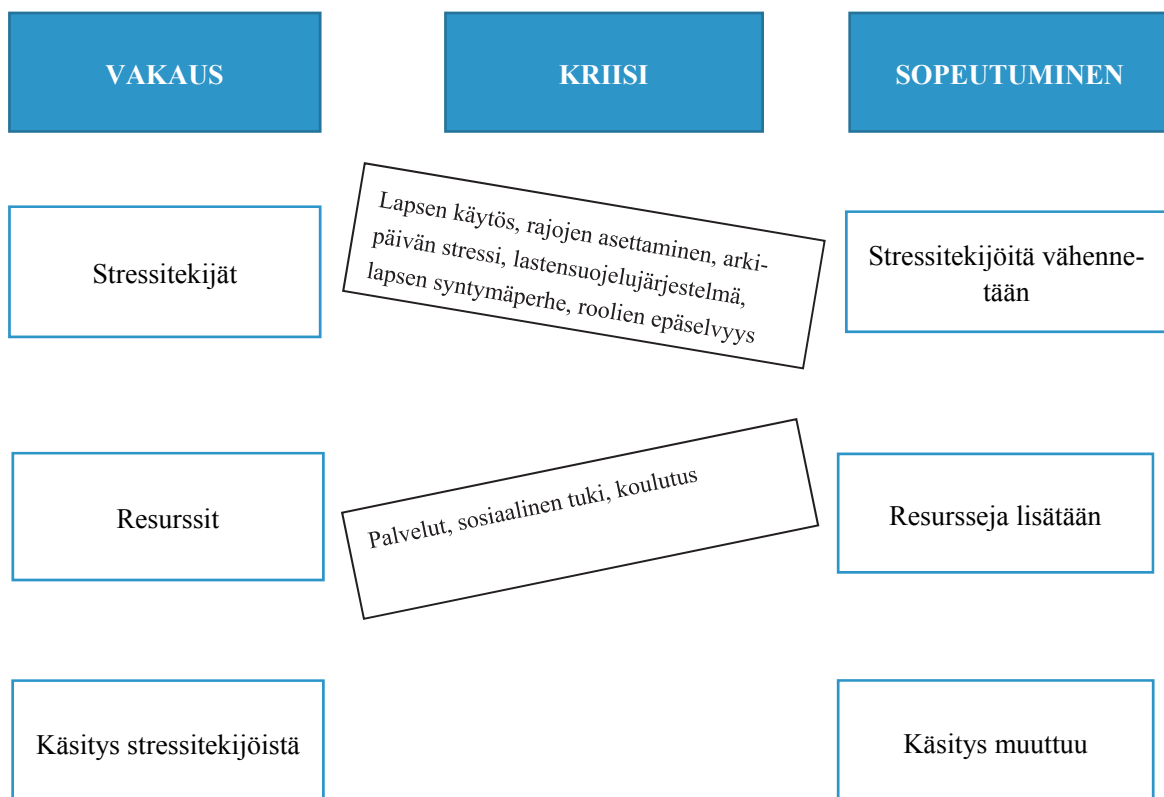 VAKAUS
KRIISI
SOPEUTUMINEN
Stressitekijät
Lapsen käytös, rajojen asettaminen, arki-
päivän stressi, lastensuojelujärjestelmä,
lapsen syntymäperhe, roolien epäselvyys
Stressitekijöitä vähenne-
tään
Resurssit
Palvelut, sosiaalinen tuki, koulutus
Resursseja lisätään
Käsitys stressitekijöistä
Käsitys muuttuu